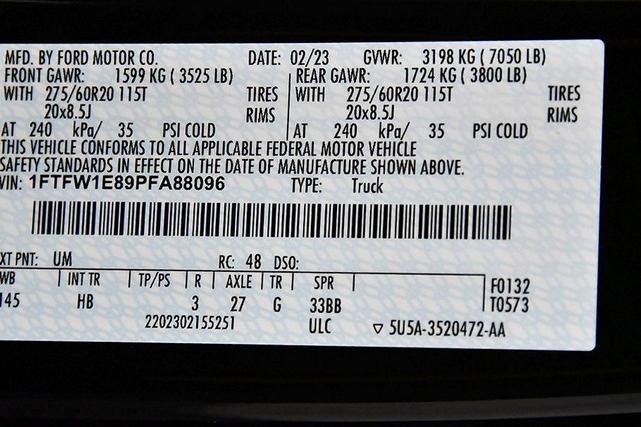 MFD. BY FORD MOTOR CO. DATE: 02/23 GVWR: 3198 KG ( 7050 LB)
FRONT GAWR: 1599 KG ( 3525 LB) REAR GAWR: 1724 KG ( 3800 LB)
WITH 275/60R20 115T TIRES WITH 275/60R20 115T TIRES
20x8.5J RIMS 20x8.5J RIMS
AT 240 kPa/ 35 PSI COLD AT 240 kPa/ 35 PSI COLD
THIS VEHICLE CONFORMS TO ALL APPLICABLE FEDERAL MOTOR VEHICLE
SAFETY STANDARDS IN EFFECT ON THE DATE OF MANUFACTURE SHOWN ABOVE.
VIN: 1FTFW1E89PFA88096 TYPE: Truck
XT PNT: UM RC: 48 DSO:
WB INT TR TP/PS R AXLE TR SPR F0132
145 HB 3 27 G 33BB T0573
2202302155251 ULC ▽ 5U5A-3520472-AA